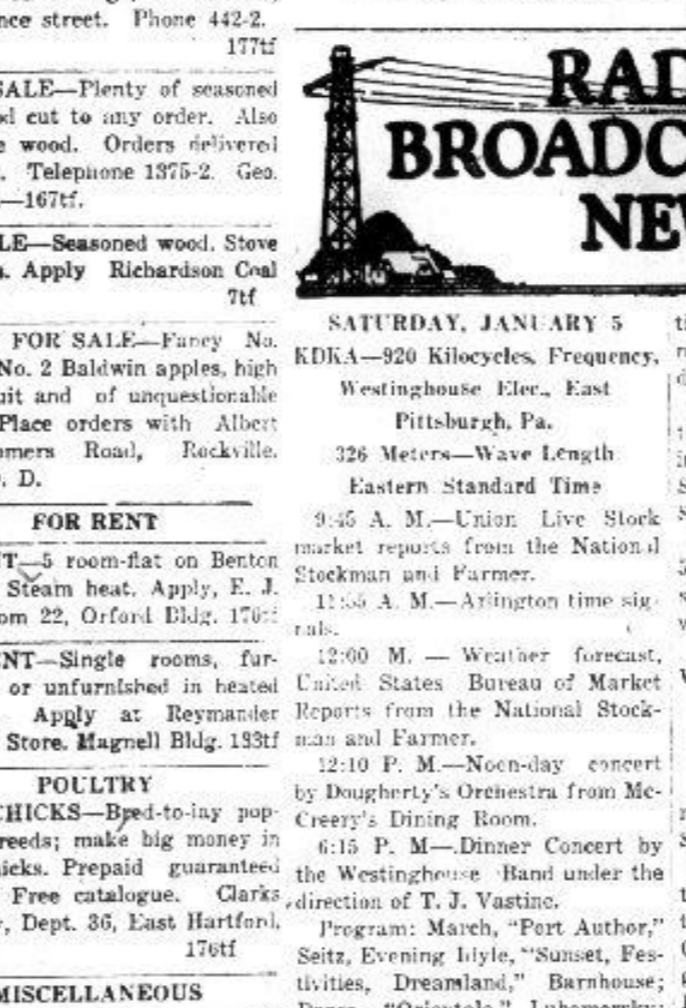 nce street. Phone 442-2.
177tf
SALE—Plenty of seasoned
d cut to any order. Also
e wood. Orders delivered
. Telephone 1375-2. Geo.
—167tf.
LE—Seasoned wood. Stove
. Apply Richardson Coal
7tf
FOR SALE—Fancy No.
No. 2 Baldwin apples, high
uit and of unquestionable
Place orders with Albert
omers Road, Rockville.
. D.
FOR RENT
NT—5 room-flat on Benton
Steam heat. Apply, E. J.
om 22, Orford Bldg. 176tf
ENT—Single rooms, fur-
or unfurnished in heated
Apply at Reymander
Store. Magnell Bldg. 133tf
POULTRY
CHICKS—Bred-to-lay pop-
reeds; make big money in
hicks. Prepaid guaranteed
Free catalogue. Clarks
, Dept. 36, East Hartford.
176tf
MISCELLANEOUS
RAD
BROADC
NEW
SATURDAY, JANUARY 5
KDKA—920 Kilocycles, Frequency,
Westinghouse Elec., East
Pittsburgh, Pa.
326 Meters—Wave Length
Eastern Standard Time
9:45 A. M.—Union Live Stock
market reports from the National
Stockman and Farmer.
11:55 A. M.—Arlington time sig-
nals.
12:00 M. — Weather forecast,
United States Bureau of Market
Reports from the National Stock-
man and Farmer.
12:10 P. M.—Noon-day concert
by Dougherty's Orchestra from Mc-
Creery's Dining Room.
6:15 P. M—.Dinner Concert by
the Westinghouse Band under the
direction of T. J. Vastine.
Program: March, "Port Author,"
Seitz, Evening Idyle, "Sunset, Fes-
tivities, Dreamland," Barnhouse;